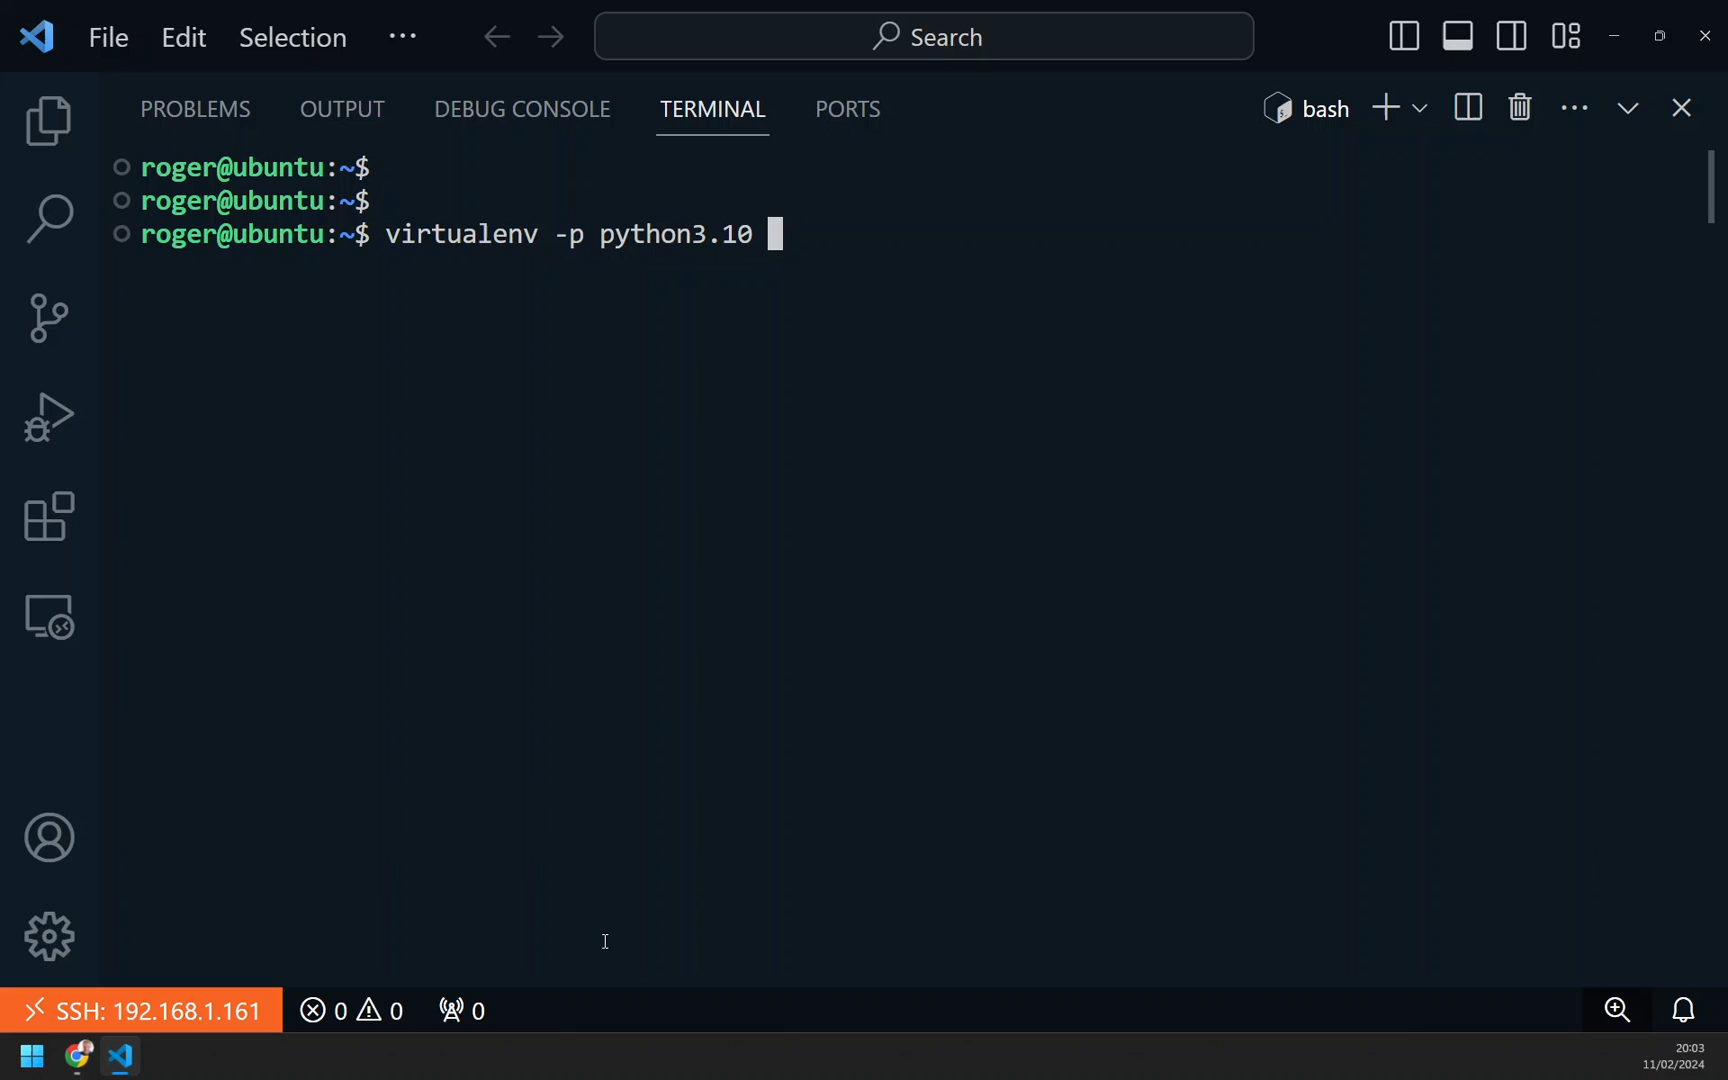 File Edit Selection ··· Search
PROBLEMS OUTPUT DEBUG CONSOLE TERMINAL PORTS bash
roger@ubuntu:~$
roger@ubuntu:~$
roger@ubuntu:~$ virtualenv -p python3.10
SSH: 192.168.1.161 0 0 0
20:03
11/02/2024